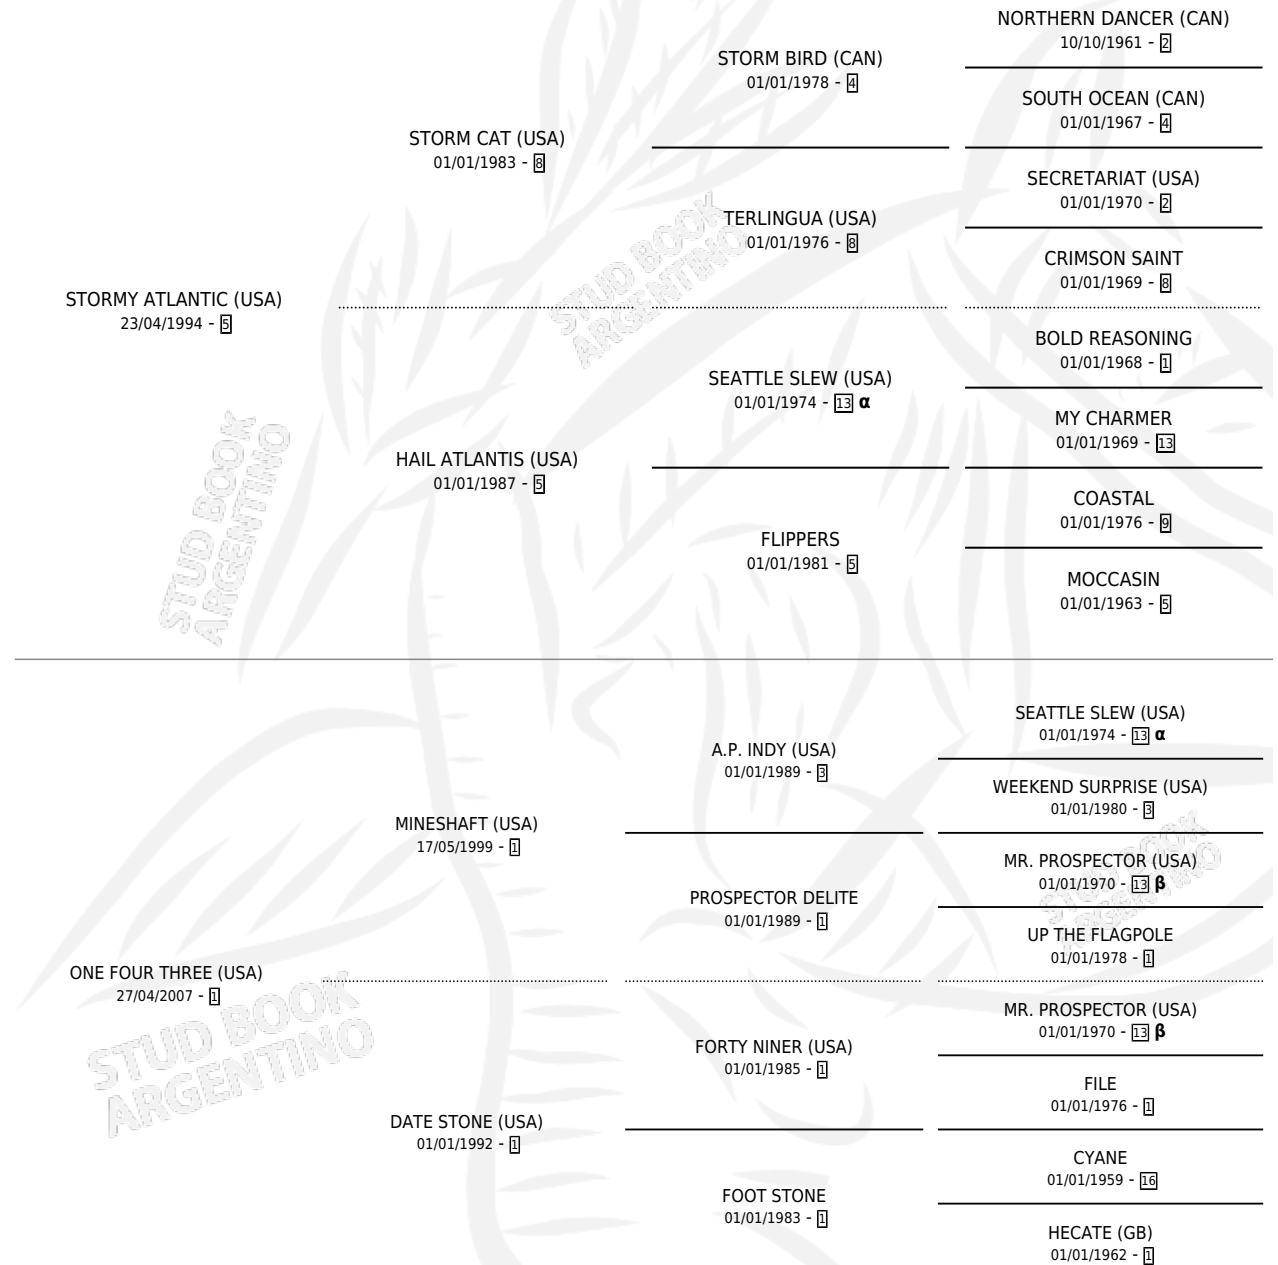 NORTHERN DANCER (CAN)
10/10/1961 - 2
STORM BIRD (CAN)
01/01/1978 - 4
SOUTH OCEAN (CAN)
01/01/1967 - 4
STORM CAT (USA)
01/01/1983 - 8
SECRETARIAT (USA)
01/01/1970 - 2
TERLINGUA (USA)
01/01/1976 - 8
CRIMSON SAINT
01/01/1969 - 8
STORMY ATLANTIC (USA)
23/04/1994 - 5
BOLD REASONING
01/01/1968 - 1
SEATTLE SLEW (USA)
01/01/1974 - 13 α
MY CHARMER
01/01/1969 - 13
HAIL ATLANTIS (USA)
01/01/1987 - 5
COASTAL
01/01/1976 - 9
FLIPPERS
01/01/1981 - 5
MOCCASIN
01/01/1963 - 5
SEATTLE SLEW (USA)
01/01/1974 - 13 α
A.P. INDY (USA)
01/01/1989 - 3
WEEKEND SURPRISE (USA)
01/01/1980 - 3
MINESHAFT (USA)
17/05/1999 - 1
MR. PROSPECTOR (USA)
01/01/1970 - 13 β
PROSPECTOR DELITE
01/01/1989 - 1
UP THE FLAGPOLE
01/01/1978 - 1
ONE FOUR THREE (USA)
27/04/2007 - 1
MR. PROSPECTOR (USA)
01/01/1970 - 13 β
FORTY NINER (USA)
01/01/1985 - 1
FILE
01/01/1976 - 1
DATE STONE (USA)
01/01/1992 - 1
CYANE
01/01/1959 - 16
FOOT STONE
01/01/1983 - 1
HECATE (GB)
01/01/1962 - 1
STUD BOOK
ARGENTINO
STUD BOOK
ARGENTINO
STUD BOOK
ARGENTINO
STUD BOOK
ARGENTINO